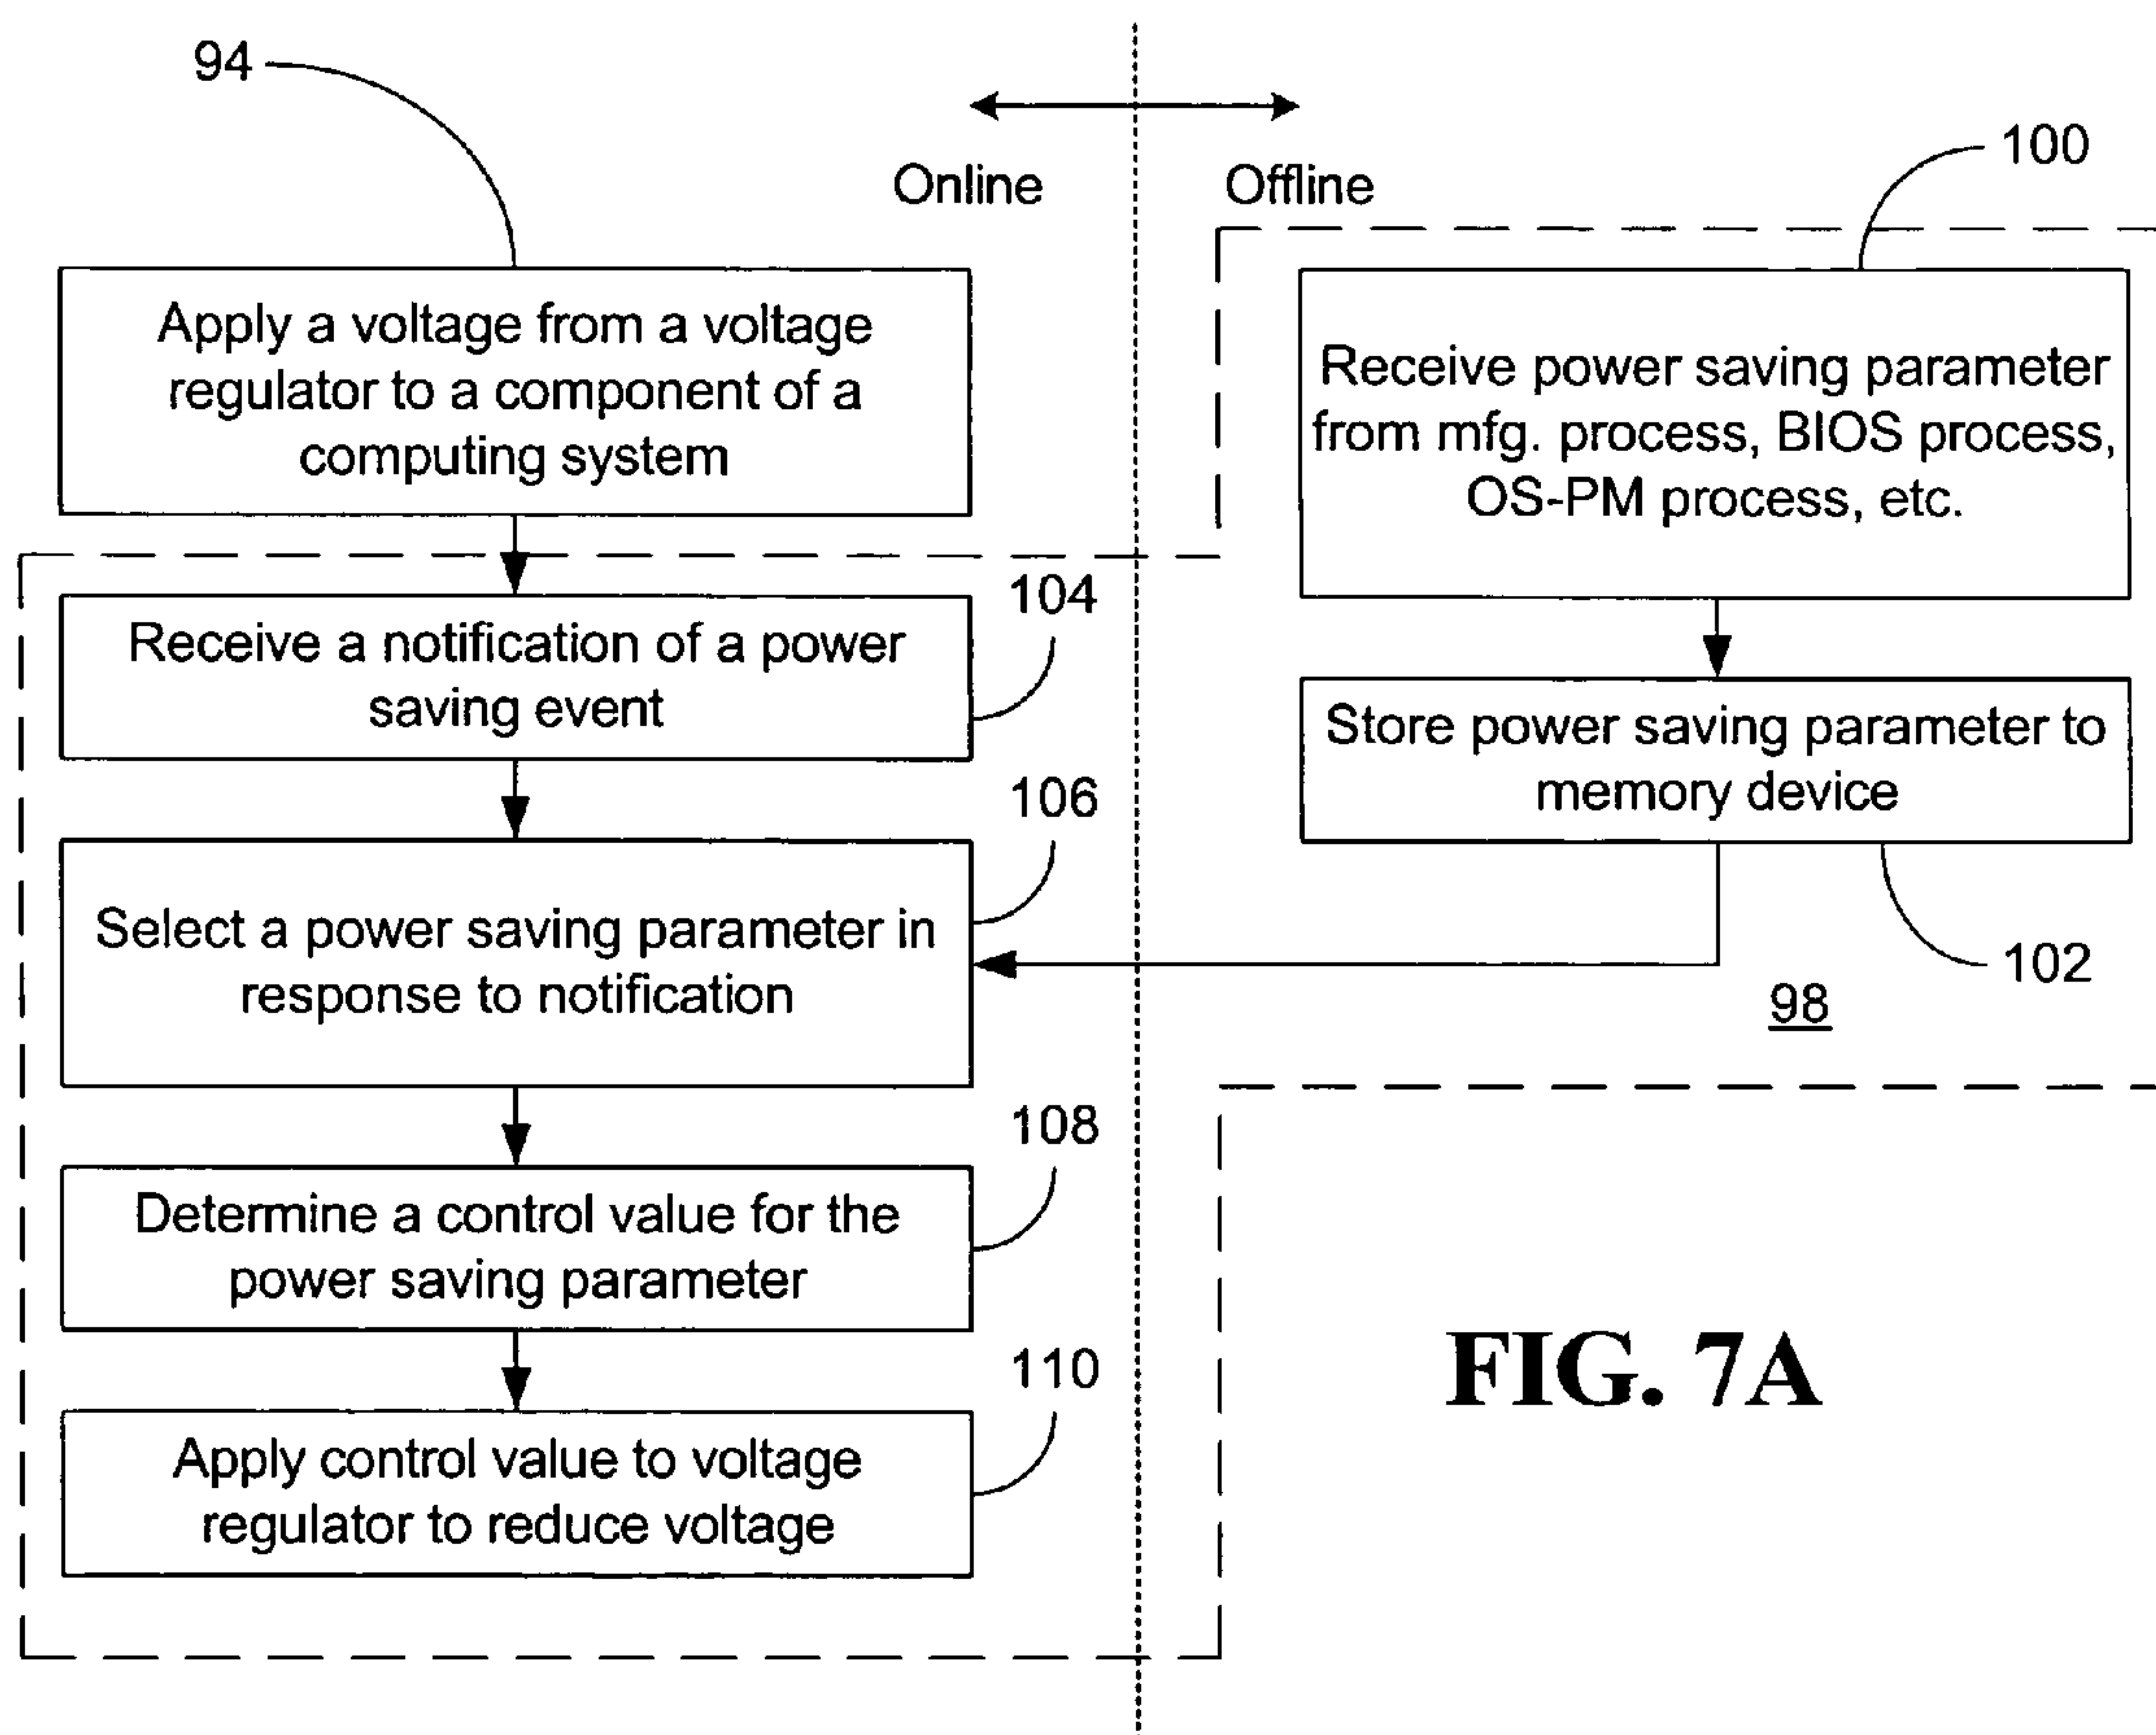 94
Online
Offline
100
Apply a voltage from a voltage
regulator to a component of a
computing system
Receive power saving parameter
from mfg. process, BIOS process,
OS-PM process, etc.
104
Receive a notification of a power
saving event
Store power saving parameter to
memory device
106
Select a power saving parameter in
response to notification
102
98
108
Determine a control value for the
power saving parameter
110
Apply control value to voltage
regulator to reduce voltage
FIG. 7A